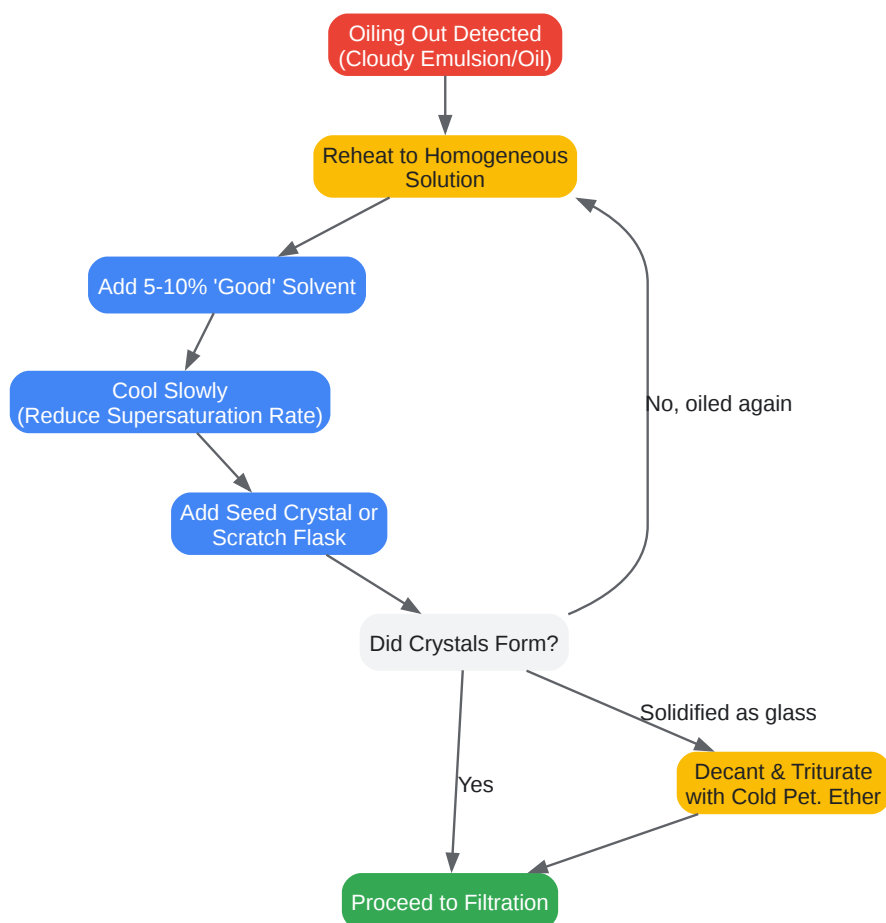 Oiling Out Detected
(Cloudy Emulsion/Oil)
Reheat to Homogeneous
Solution
Add 5-10% 'Good' Solvent
Cool Slowly
(Reduce Supersaturation Rate)
No, oiled again
Add Seed Crystal or
Scratch Flask
Did Crystals Form?
Solidified as glass
Decant & Triturate
with Cold Pet. Ether
Yes
Proceed to Filtration